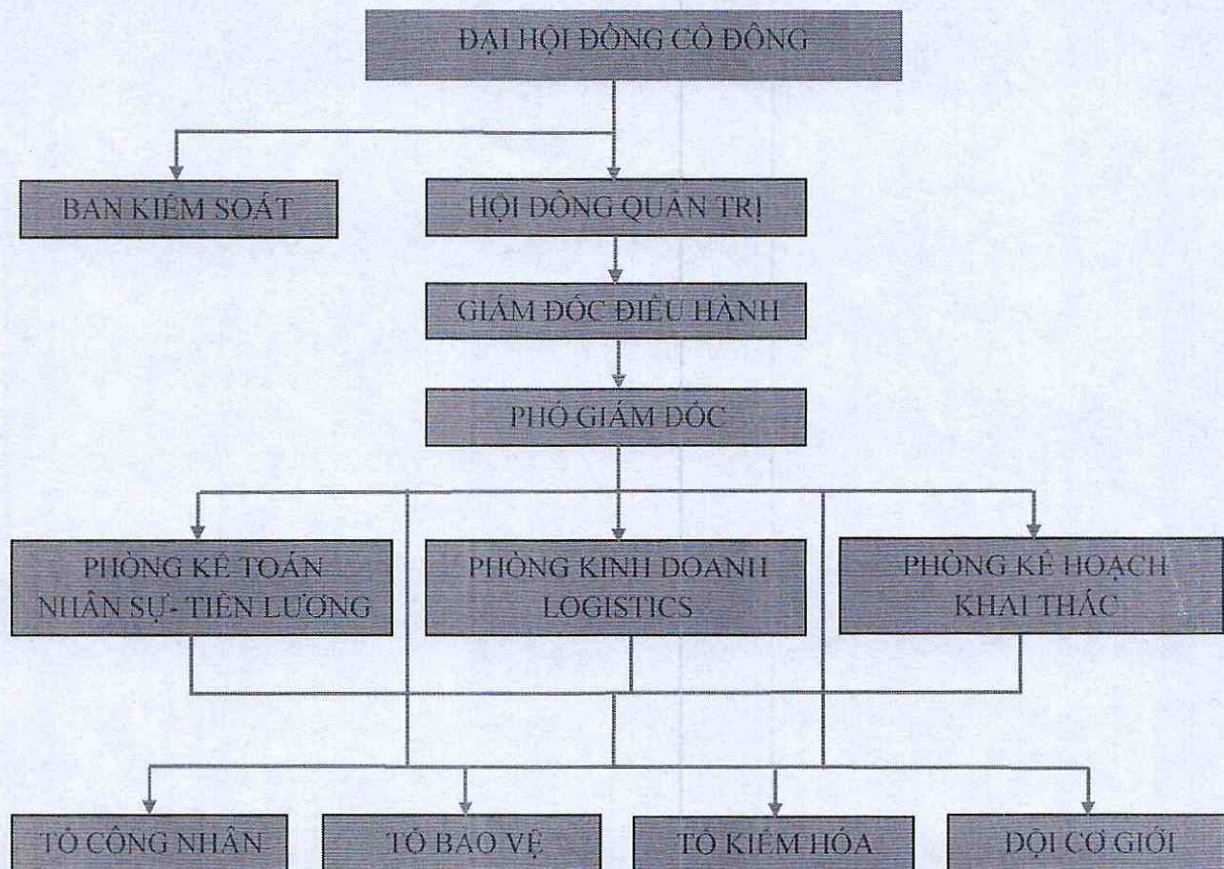 ĐẠI HỘI ĐỒNG CỔ ĐÔNG
BAN KIỂM SOÁT
HỘI ĐỒNG QUẢN TRỊ
GIÁM ĐỐC ĐIỀU HÀNH
PHÓ GIÁM ĐỐC
PHÒNG KẾ TOÁN
NHÂN SỰ- TIỀN LƯƠNG
PHÒNG KINH DOANH
LOGISTICS
PHÒNG KẾ HOẠCH
KHAI THÁC
TỔ CÔNG NHÂN
TỔ BẢO VỆ
TỔ KIỂM HÓA
ĐỘI CƠ GIỚI